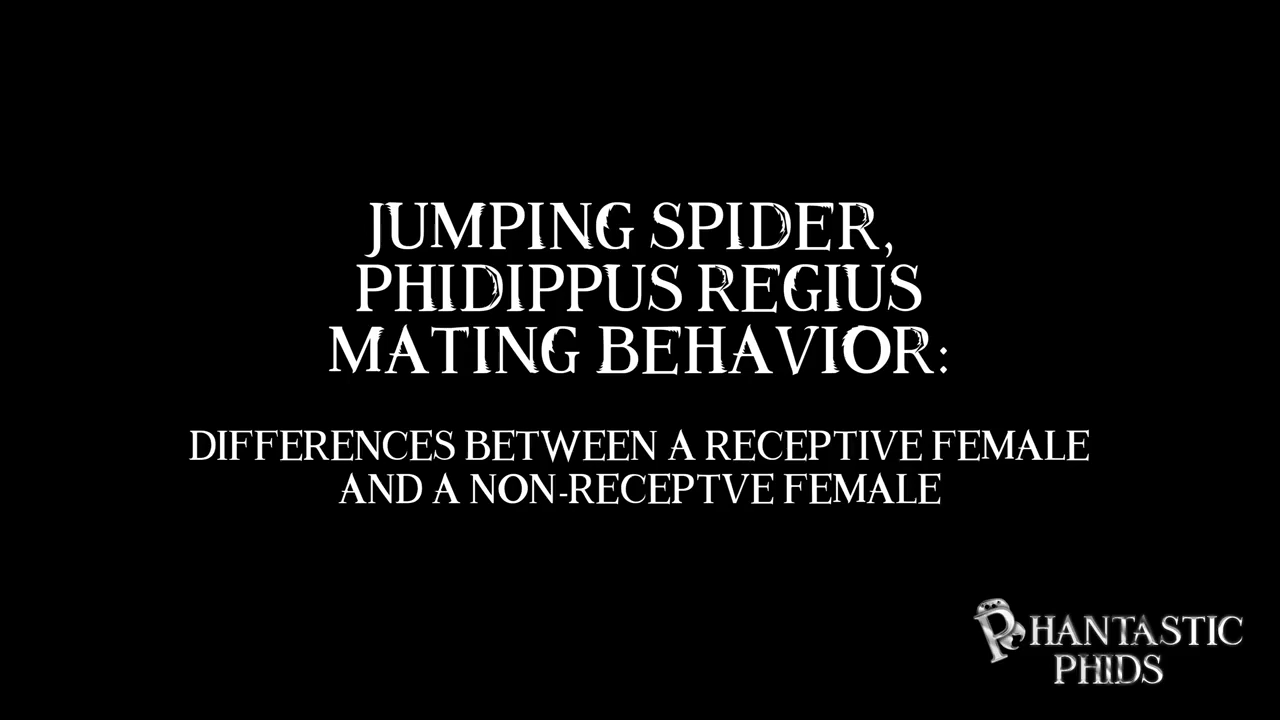 JUMPING SPIDER,
PHIDIPPUS REGIUS
MATING BEHAVIOR:
DIFFERENCES BETWEEN A RECEPTIVE FEMALE
AND A NON-RECEPTVE FEMALE
PHANTASTIC
PHIDS